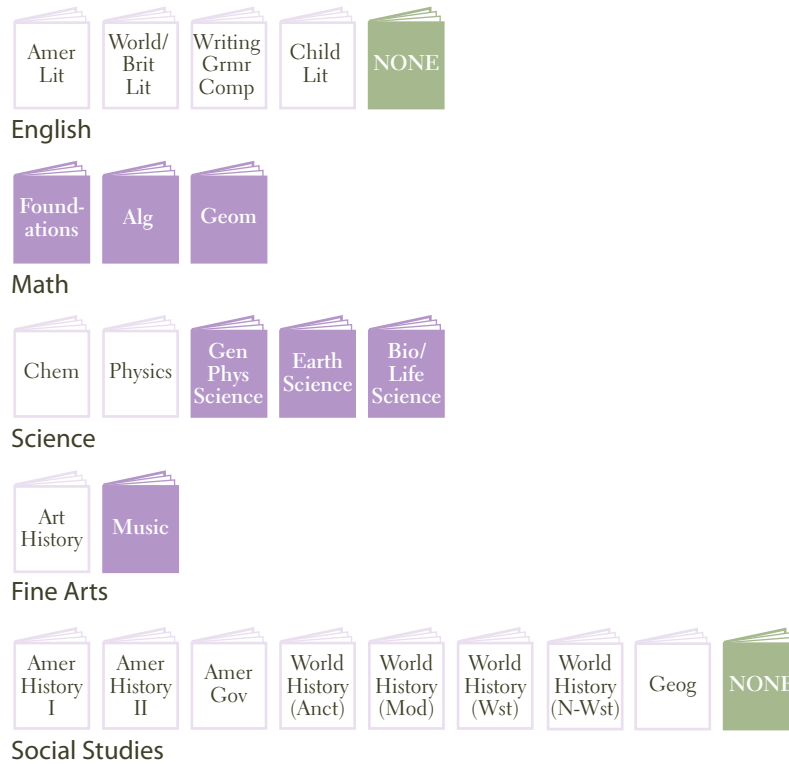 Amer
Lit
World/
Brit
Lit
Writing
Grmr
Comp
Child
Lit
NONE
English
Found-
ations
Alg
Geom
Math
Chem
Physics
Gen
Phys
Science
Earth
Science
Bio/
Life
Science
Science
Art
History
Music
Fine Arts
Amer
History
I
Amer
History
II
Amer
Gov
World
History
(Anct)
World
History
(Mod)
World
History
(Wst)
World
History
(N-Wst)
Geog
NONE
Social Studies